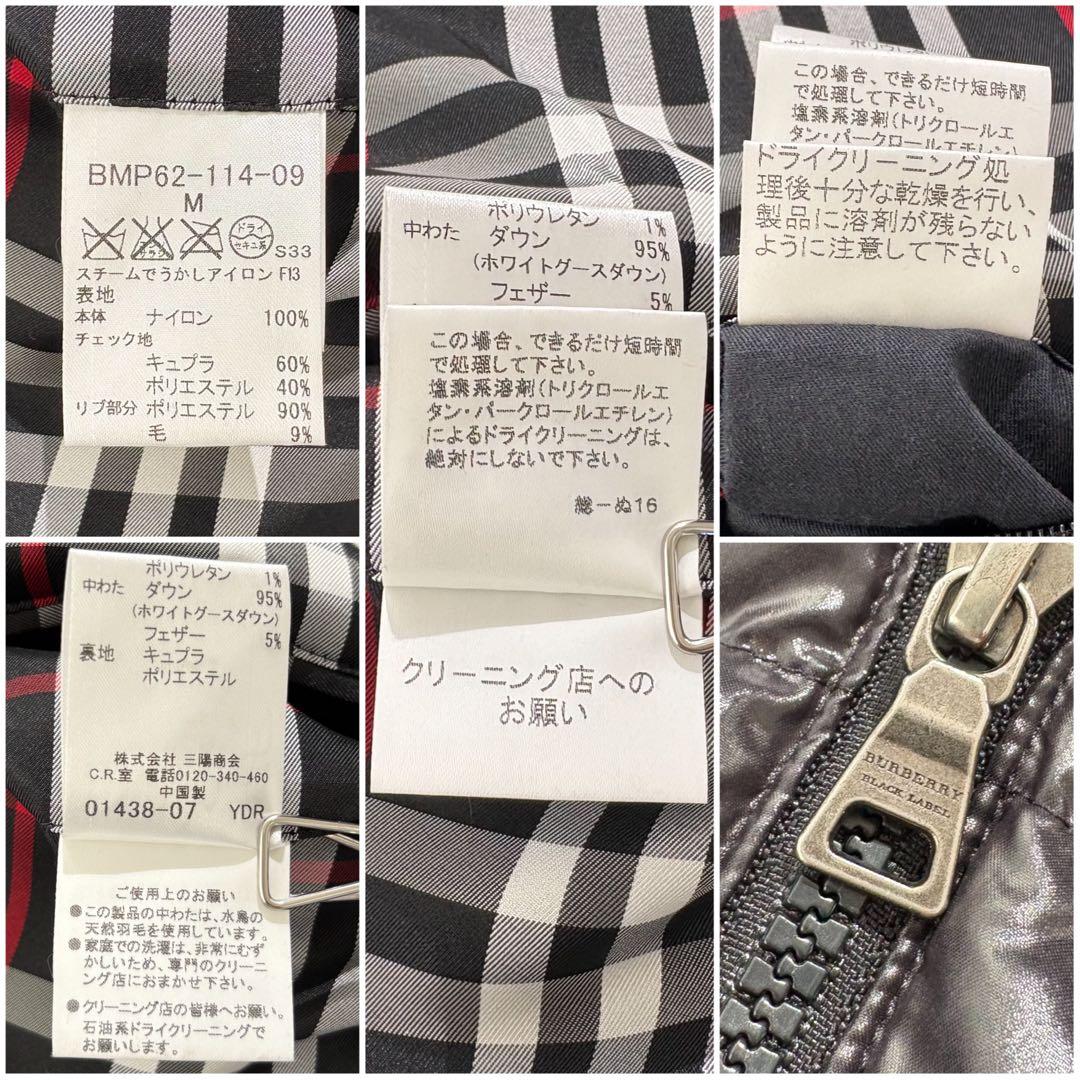 BMP62-114-09
M
サラシ
ドライ
セキユ系
S33
スチームでうかしアイロン F13
表地
本体 ナイロン 100%
チェック地
キュプラ 60%
ポリエステル 40%
リブ部分 ポリエステル 90%
毛 9%
ポリウレタン 1%
中わた ダウン 95%
(ホワイトグースダウン)
フェザー 5%
この場合、できるだけ短時間
で処理して下さい。
塩素系溶剤(トリクロールエ
タン・パークロールエチレン)
によるドライクリーニングは、
絶対にしないで下さい。
16
クリーニング店への
お願い
この場合、できるだけ短時間
で処理して下さい。
塩素系溶剤(トリクロールエ
タン・パークロールエチレン)
ドライクリーニング処
理後十分な乾燥を行い、
製品に溶剤が残らない
ように注意して下さい。
ポリウレタン 1%
中わた ダウン 95%
(ホワイトグースダウン)
フェザー 5%
裏地 キュプラ
ポリエステル
株式会社 三陽商会
C.R.室 電話0120-340-460
中国製
01438-07 YDR
ご使用上のお願い
●この製品の中わたは、水鳥の
天然羽毛を使用しています。
●家庭での洗濯は、非常にむず
かしいため、専門のクリーニ
ング店におまかせ下さい。
●クリーニング店の皆様へお願い。
石油系ドライクリーニングで
お願いします。
BURBERRY
BLACK LABEL